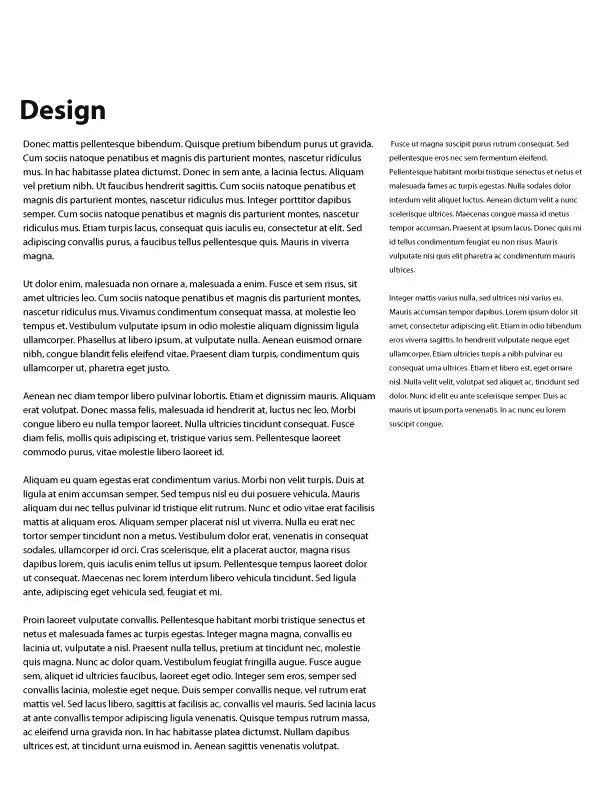 Design
Donec mattis pellentesque bibendum. Quisque pretium bibendum purus ut gravida.
Cum sociis natoque penatibus et magnis dis parturient montes, nascetur ridiculus
mus. In hac habitasse platea dictumst. Donec in sem ante, a lacinia lectus. Aliquam
vel pretium nibh. Ut faucibus hendrerit sagittis. Cum sociis natoque penatibus et
magnis dis parturient montes, nascetur ridiculus mus. Integer porttitor dapibus
semper. Cum sociis natoque penatibus et magnis dis parturient montes, nascetur
ridiculus mus. Etiam turpis lacus, consequat quis iaculis eu, consectetur at elit. Sed
adipiscing convallis purus, a faucibus tellus pellentesque quis. Mauris in viverra
magna.
Ut dolor enim, malesuada non ornare a, malesuada a enim. Fusce et sem risus, sit
amet ultricies leo. Cum sociis natoque penatibus et magnis dis parturient montes,
nascetur ridiculus mus. Vivamus condimentum consequat massa, at molestie leo
tempus et. Vestibulum vulputate ipsum in odio molestie aliquam dignissim ligula
ullamcorper. Phasellus at libero ipsum, at vulputate nulla. Aenean euismod ornare
nibh, congue blandit felis eleifend vitae. Praesent diam turpis, condimentum quis
ullamcorper ut, pharetra eget justo.
Aenean nec diam tempor libero pulvinar lobortis. Etiam et dignissim mauris. Aliquam
erat volutpat. Donec massa felis, malesuada id hendrerit at, luctus nec leo. Morbi
congue libero eu nulla tempor laoreet. Nulla ultricies tincidunt consequat. Fusce
diam felis, mollis quis adipiscing et, tristique varius sem. Pellentesque laoreet
commodo purus, vitae molestie libero laoreet id.
Aliquam eu quam egestas erat condimentum varius. Morbi non velit turpis. Duis at
ligula at enim accumsan semper. Sed tempus nisl eu dui posuere vehicula. Mauris
aliquam dui nec tellus pulvinar id tristique elit rutrum. Nunc et odio vitae erat facilisis
mattis at aliquam eros. Aliquam semper placerat nisl ut viverra. Nulla eu erat nec
tortor semper tincidunt non a metus. Vestibulum dolor erat, venenatis in consequat
sodales, ullamcorper id orci. Cras scelerisque, elit a placerat auctor, magna risus
dapibus lorem, quis iaculis enim tellus ut ipsum. Pellentesque tempus laoreet dolor
ut consequat. Maecenas nec lorem interdum libero vehicula tincidunt. Sed ligula
ante, adipiscing eget vehicula sed, feugiat et mi.
Proin laoreet vulputate convallis. Pellentesque habitant morbi tristique senectus et
netus et malesuada fames ac turpis egestas. Integer magna magna, convallis eu
lacinia ut, vulputate a nisl. Praesent nulla tellus, pretium at tincidunt nec, molestie
quis magna. Nunc ac dolor quam. Vestibulum feugiat fringilla augue. Fusce augue
sem, aliquet id ultricies faucibus, laoreet eget odio. Integer sem eros, semper sed
convallis lacinia, molestie eget neque. Duis semper convallis neque, vel rutrum erat
mattis vel. Sed lacus libero, sagittis at facilisis ac, convallis vel mauris. Sed lacinia lacus
at ante convallis tempor adipiscing ligula venenatis. Quisque tempus rutrum massa,
ac eleifend urna gravida non. In hac habitasse platea dictumst. Nullam dapibus
ultrices est, at tincidunt urna euismod in. Aenean sagittis venenatis volutpat.
Fusce ut magna suscipit purus rutrum consequat. Sed
pellentesque eros nec sem fermentum eleifend.
Pellentesque habitant morbi tristique senectus et netus et
malesuada fames ac turpis egestas. Nulla sodales dolor
interdum velit aliquet luctus. Aenean dictum velit a nunc
scelerisque ultrices. Maecenas congue massa id metus
tempor accumsan. Praesent at ipsum lacus. Donec quis mi
id tellus condimentum feugiat eu non risus. Mauris
vulputate nisi quis elit pharetra ac condimentum mauris
ultrices.
Integer mattis varius nulla, sed ultrices nisi varius eu.
Mauris accumsan tempor dapibus. Lorem ipsum dolor sit
amet, consectetur adipiscing elit. Etiam in odio bibendum
eros viverra sagittis. In hendrerit vulputate neque eget
ullamcorper. Etiam ultricies turpis a nibh pulvinar eu
consequat urna ultrices. Etiam et libero est, eget ornare
nisl. Nulla velit velit, volutpat sed aliquet ac, tincidunt sed
dolor. Nunc id elit eu ante scelerisque semper. Duis ac
mauris ut ipsum porta venenatis. In ac nunc eu lorem
suscipit congue.